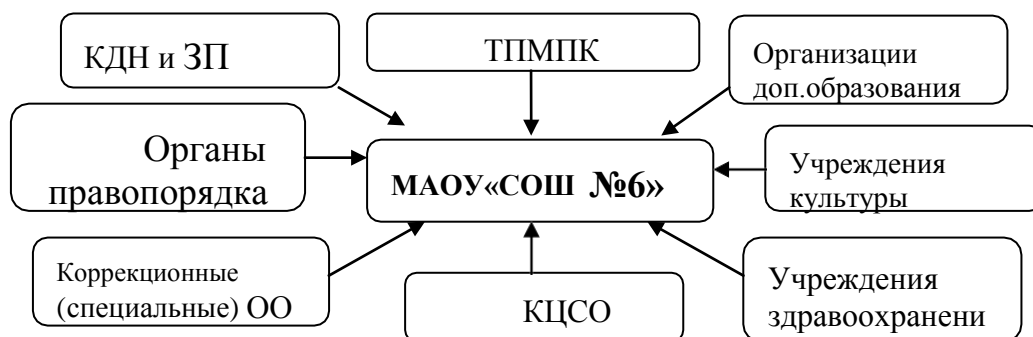 КДН и ЗП
ТПМПК
Организации
доп.образования
Органы
правопорядка
МАОУ«СОШ №6»
Учреждения
культуры
Коррекционные
(специальные) ОО
КЦСО
Учреждения
здравоохранени